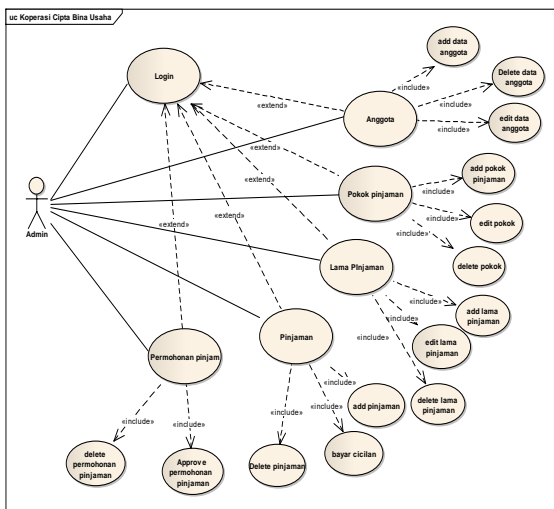 uc Koperasi Cipta Bina Usaha
Admin
Login
Anggota
add data
anggota
Delete data
anggota
edit data
anggota
«include»
«include»
«include»
«extend»
Pokok pinjaman
add pokok
pinjaman
edit pokok
delete pokok
«include»
«include»
«include»
«extend»
Lama PInjaman
add lama
pinjaman
edit lama
pinjaman
delete lama
pinjaman
«include»
«include»
«include»
«extend»
Pinjaman
add pinjaman
bayar cicilan
Delete pinjaman
«include»
«include»
«include»
«extend»
Permohonan pinjam
delete
permohonan
pinjaman
Approve
permohonan
pinjaman
«include»
«include»
«extend»